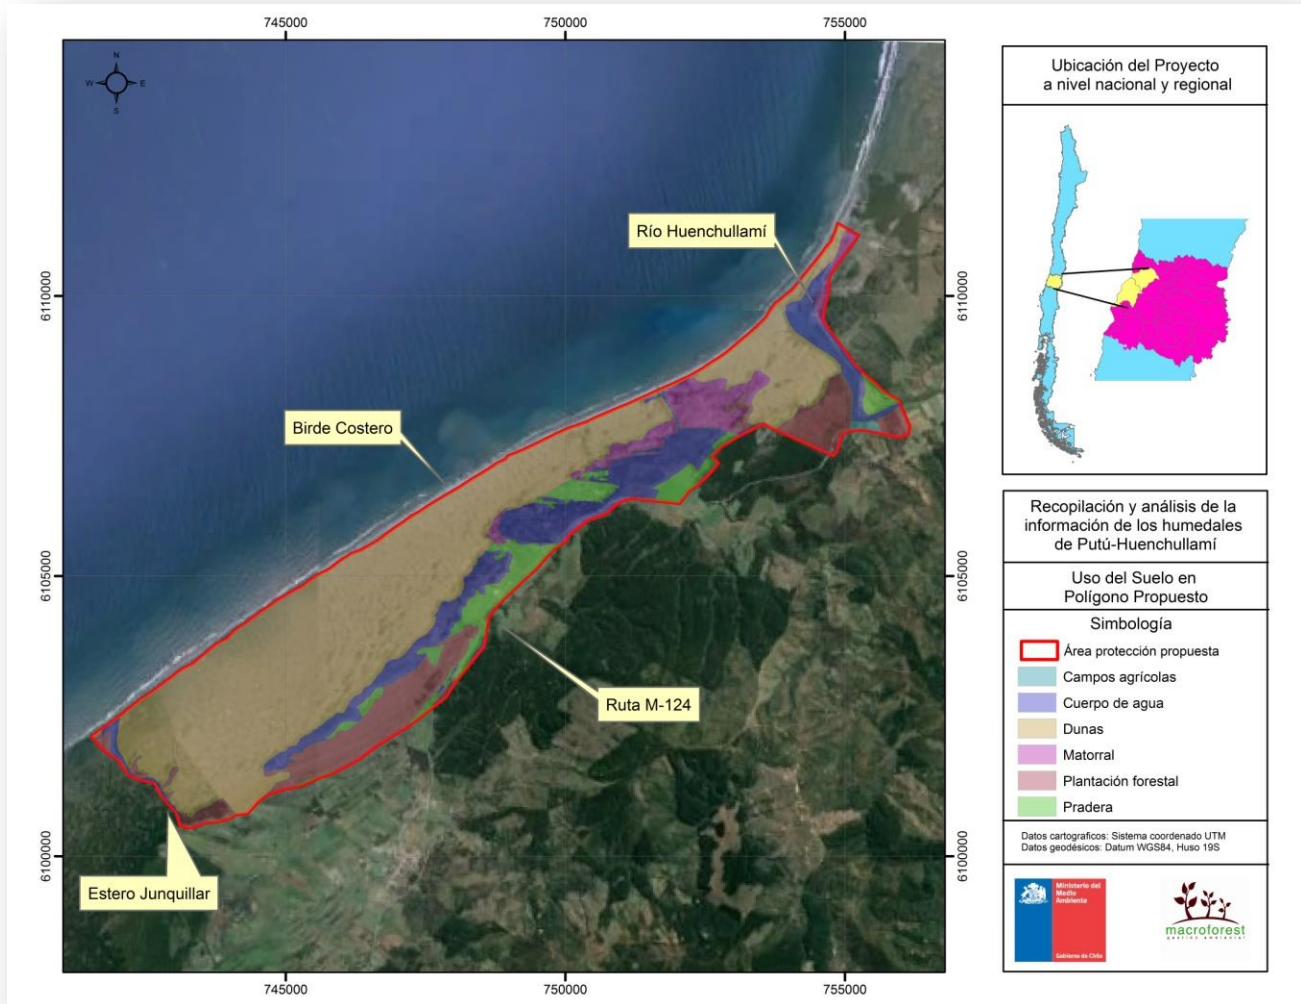 745000
750000
755000
N
W
E
S
6110000
6105000
6100000
Río Huenchullamí
Birde Costero
Ruta M-124
Estero Junquillar
6110000
6105000
6100000
745000
750000
755000
Ubicación del Proyecto
a nivel nacional y regional
Recopilación y análisis de la
información de los humedales
de Putú-Huenchullamí
Uso del Suelo en
Polígono Propuesto
Simbología
Área protección propuesta
Campos agrícolas
Cuerpo de agua
Dunas
Matorral
Plantación forestal
Pradera
Datos cartograficos: Sistema coordenado UTM
Datos geodésicos: Datum WGS84, Huso 19S
Ministerio del
Medio
Ambiente
Gobierno de Chile
macroforest
gestión ambiental